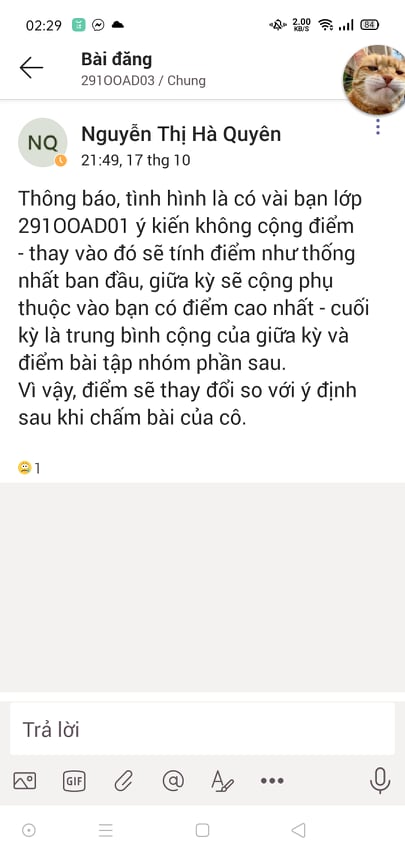 02:29
2.00
KB/S
84
Bài đăng
291OOAD03 / Chung
NQ
Nguyễn Thị Hà Quyên
21:49, 17 thg 10
Thông báo, tình hình là có vài bạn lớp
291OOAD01 ý kiến không cộng điểm
- thay vào đó sẽ tính điểm như thống
nhất ban đầu, giữa kỳ sẽ cộng phụ
thuộc vào bạn có điểm cao nhất - cuối
kỳ là trung bình cộng của giữa kỳ và
điểm bài tập nhóm phần sau.
Vì vậy, điểm sẽ thay đổi so với ý định
sau khi chấm bài của cô.
1
Trả lời
GIF